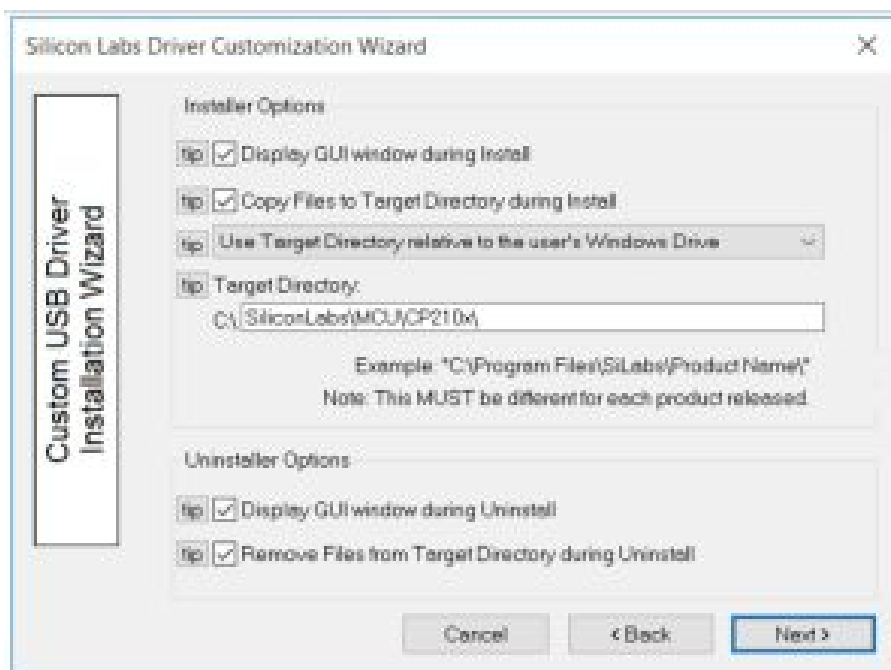 Silicon Labs Driver Customization Wizard
Custom USB Driver
Installation Wizard
Installer Options
tip Display GUI window during Install
tip Copy Files to Target Directory during Install
tip Use Target Directory relative to the user's Windows Drive
tip Target Directory:
C:\ SiliconLabs\MCU\CP210x\
Example: "C:\Program Files\SiLabs\Product Name\"
Note: This MUST be different for each product released.
Uninstaller Options
tip Display GUI window during Uninstall
tip Remove Files from Target Directory during Uninstall
Cancel < Back Next >